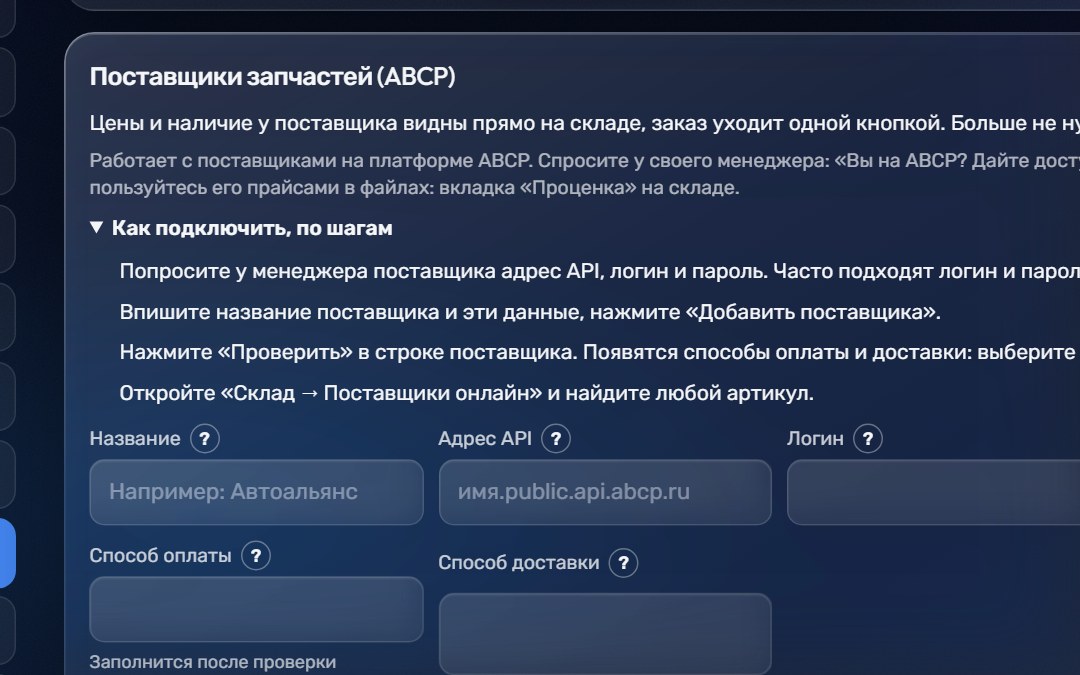 Поставщики запчастей (ABCP)
Цены и наличие у поставщика видны прямо на складе, заказ уходит одной кнопкой. Больше не
Работает с поставщиками на платформе ABCP. Спросите у своего менеджера: «Вы на ABCP? Дайте
пользуйтесь его прайсами в файлах: вкладка «Проценка» на складе.
▼ Как подключить, по шагам
Попросите у менеджера поставщика адрес API, логин и пароль. Часто подходят логин и
Впишите название поставщика и эти данные, нажмите «Добавить поставщика».
Нажмите «Проверить» в строке поставщика. Появятся способы оплаты и доставки: выберите
Откройте «Склад → Поставщики онлайн» и найдите любой артикул.
Название ? Адрес API ? Логин ?
Например: Автоальянс имя.public.api.abcp.ru
Способ оплаты ? Способ доставки ?
Заполнится после проверки